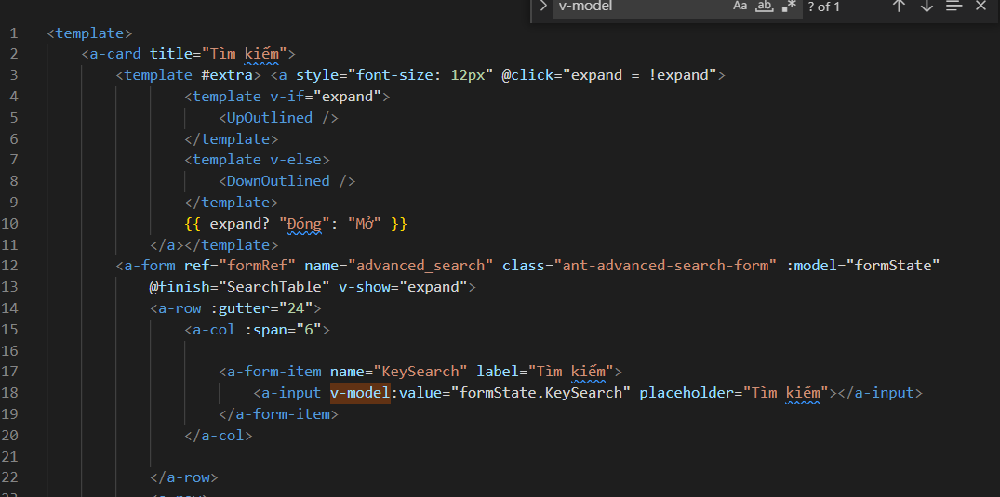 v-model Aa ab .* ? of 1
1 <template>
2 <a-card title="Tìm kiếm">
3 <template #extra> <a style="font-size: 12px" @click="expand = !expand">
4 <template v-if="expand">
5 <UpOutlined />
6 </template>
7 <template v-else>
8 <DownOutlined />
9 </template>
10 {{ expand? "Đóng": "Mở" }}
11 </a></template>
12 <a-form ref="formRef" name="advanced_search" class="ant-advanced-search-form" :model="formState"
13 @finish="SearchTable" v-show="expand">
14 <a-row :gutter="24">
15 <a-col :span="6">
16
17 <a-form-item name="KeySearch" label="Tìm kiếm">
18 <a-input v-model:value="formState.KeySearch" placeholder="Tìm kiếm"></a-input>
19 </a-form-item>
20 </a-col>
21
22 </a-row>